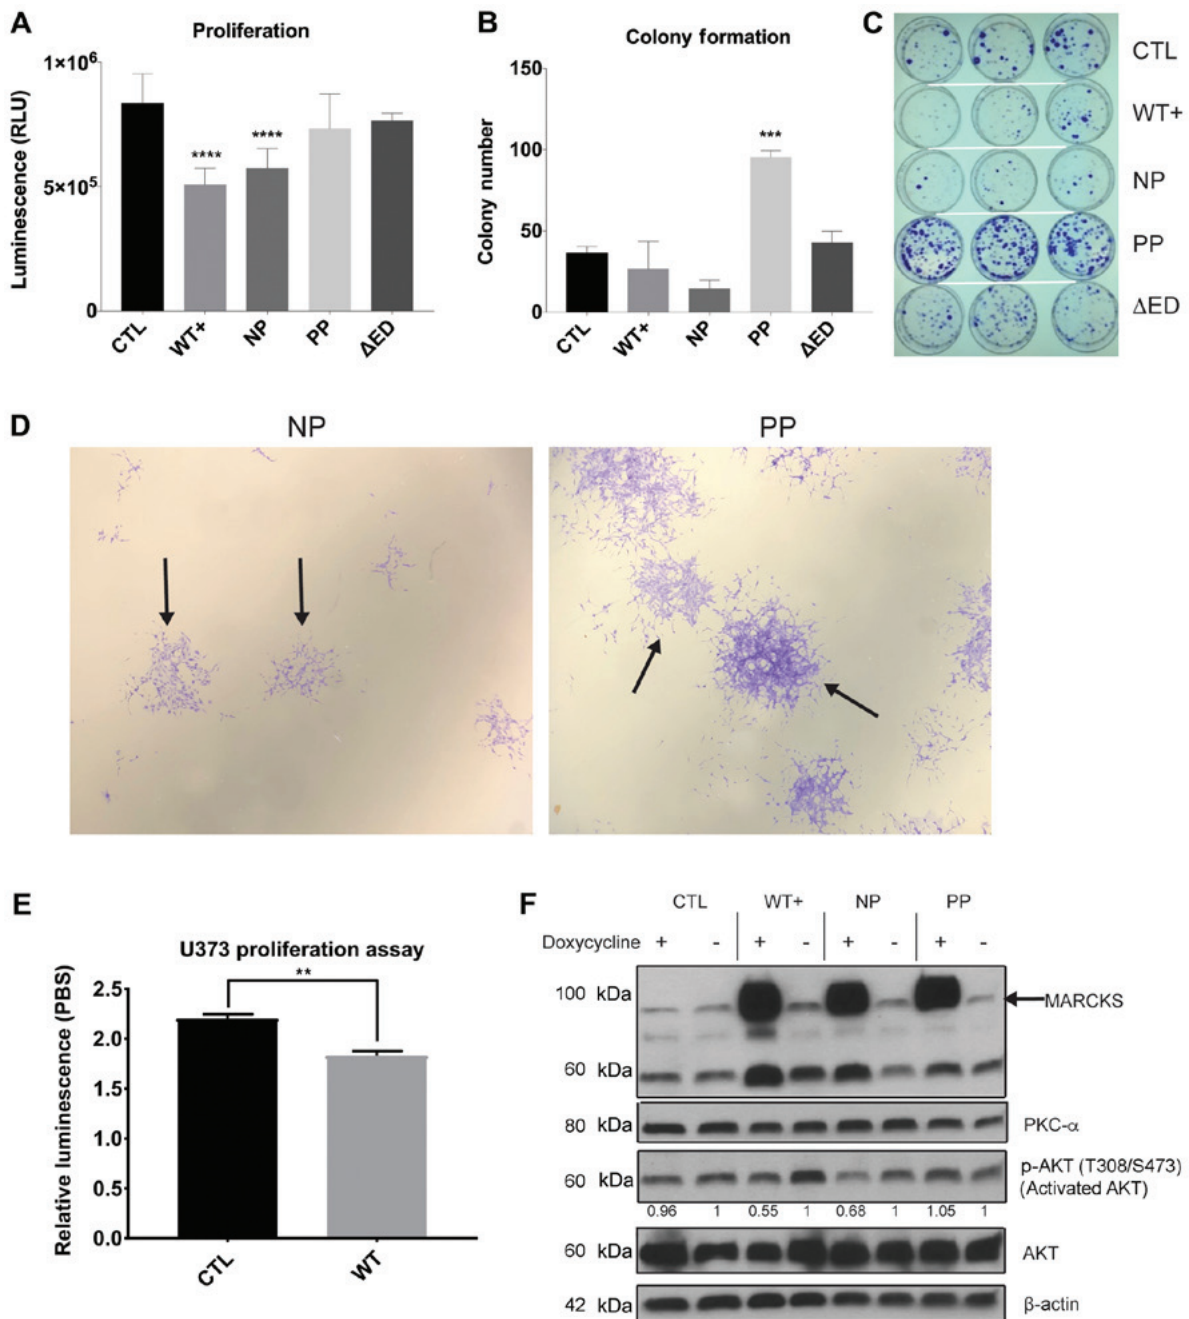 A
Proliferation
Luminescence (RLU)
1×10⁶
5×10⁵
0
****
****
CTL
WT+
NP
PP
ΔED
B
Colony formation
Colony number
150
100
50
0
***
CTL
WT+
NP
PP
ΔED
C
CTL
WT+
NP
PP
ΔED
D
NP
PP
E
U373 proliferation assay
**
Relative luminescence (PBS)
2.5
2.0
1.5
1.0
0.5
0.0
CTL
WT
F
CTL WT+ NP PP
Doxycycline + - + - + - + -
100 kDa
MARCKS
60 kDa
80 kDa
PKC-α
60 kDa
p-AKT (T308/S473)
(Activated AKT)
0.96 1 0.55 1 0.68 1 1.05 1
60 kDa
AKT
42 kDa
β-actin